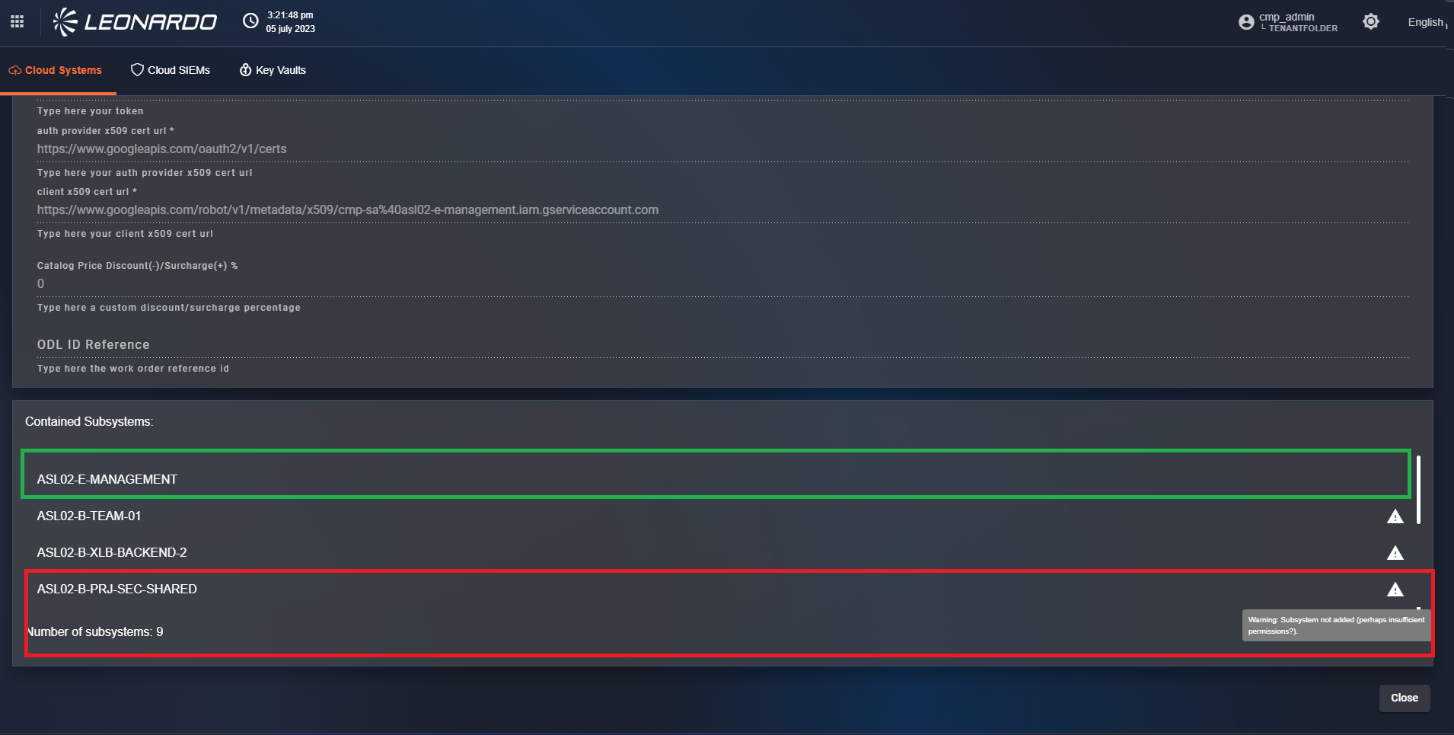 LEONARDO
3:21:48 pm
05 july 2023
cmp_admin
TENANTFOLDER
English
Cloud Systems
Cloud SIEMs
Key Vaults
Type here your token
auth provider x509 cert url *
https://www.googleapis.com/oauth2/v1/certs
Type here your auth provider x509 cert url
client x509 cert url *
https://www.googleapis.com/robot/v1/metadata/x509/cmp-sa%40asl02-e-management.iam.gserviceaccount.com
Type here your client x509 cert url
Catalog Price Discount(-)/Surcharge(+) %
0
Type here a custom discount/surcharge percentage
ODL ID Reference
Type here the work order reference id
Contained Subsystems:
ASL02-E-MANAGEMENT
ASL02-B-TEAM-01
ASL02-B-XLB-BACKEND-2
ASL02-B-PRJ-SEC-SHARED
Number of subsystems: 9
Warning: Subsystem not added (perhaps insufficient
permissions?).
Close